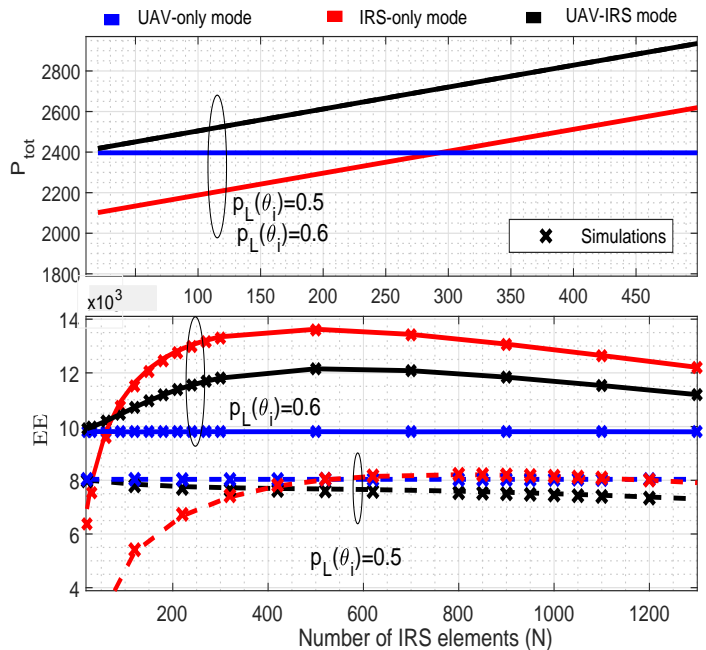 UAV-only mode IRS-only mode UAV-IRS mode
2800
2600
2400
2200
2000
1800
P_tot
p_L(θ_i)=0.5
p_L(θ_i)=0.6
Simulations
50 100 150 200 250 300 350 400 450
x10^3
14
12
10
8
6
4
EE
p_L(θ_i)=0.6
p_L(θ_i)=0.5
200 400 600 800 1000 1200
Number of IRS elements (N)